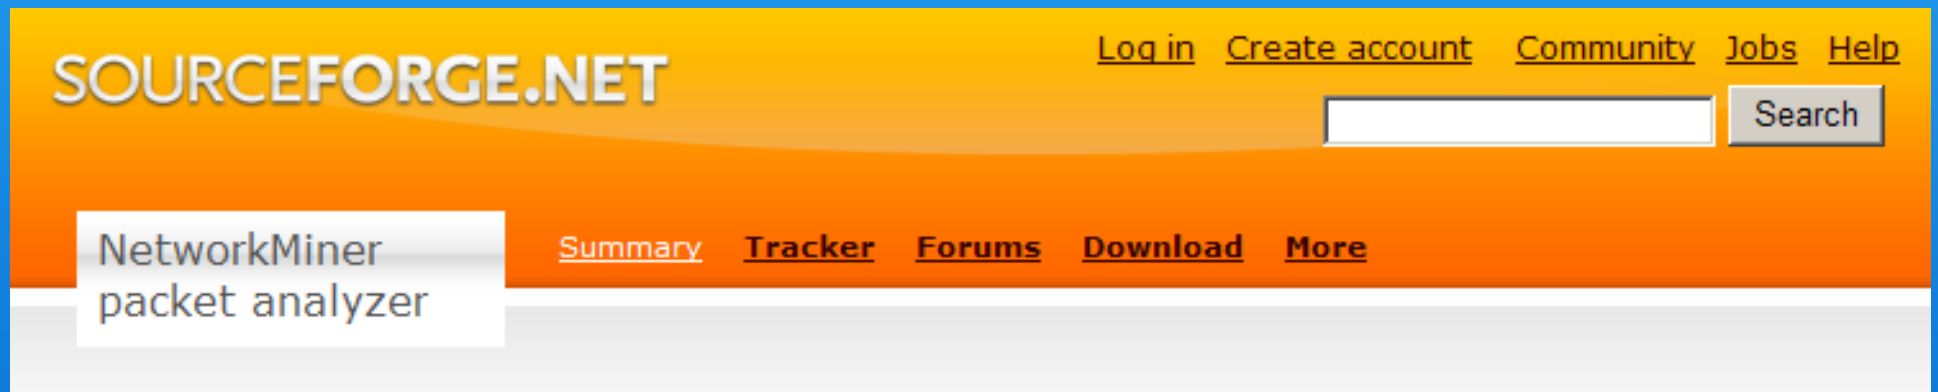 SOURCEFORGE.NET
Log in Create account Community Jobs Help
Search
NetworkMiner
packet analyzer
Summary Tracker Forums Download More